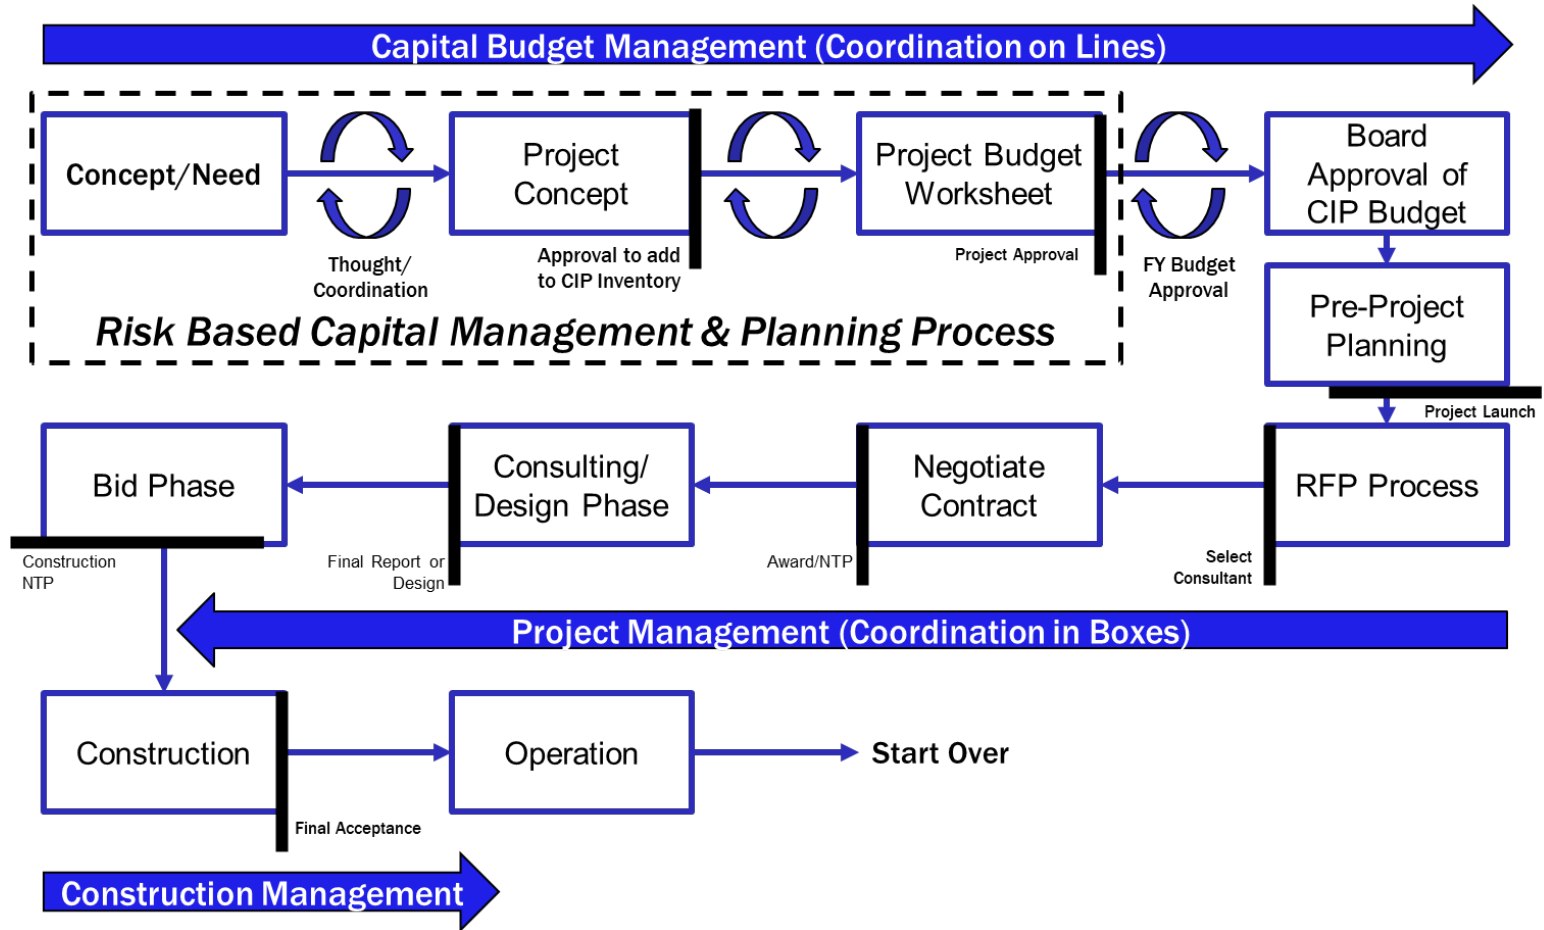 Capital Budget Management (Coordination on Lines)
Concept/Need
Thought/
Coordination
Project
Concept
Approval to add
to CIP Inventory
Project Budget
Worksheet
Project Approval
FY Budget
Approval
Board
Approval of
CIP Budget
Risk Based Capital Management & Planning Process
Pre-Project
Planning
Project Launch
RFP Process
Select
Consultant
Negotiate
Contract
Award/NTP
Consulting/
Design Phase
Final Report or
Design
Bid Phase
Construction
NTP
Project Management (Coordination in Boxes)
Construction
Final Acceptance
Operation
Start Over
Construction Management